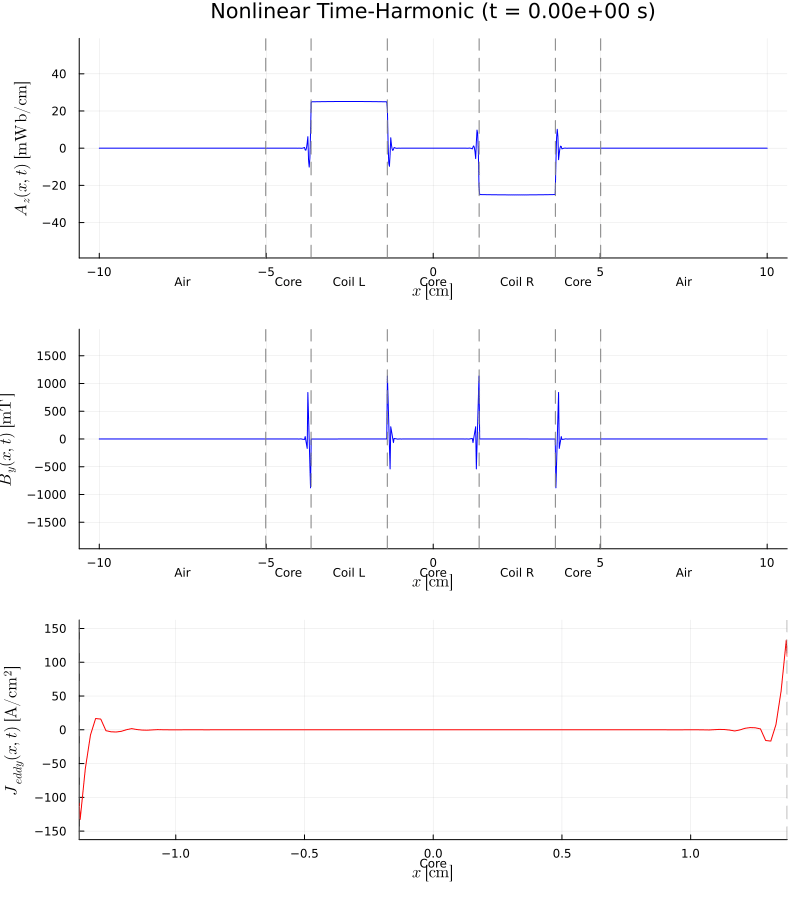 Nonlinear Time-Harmonic (t = 0.00e+00 s)
A_z(x, t) [mWb/cm]
40
20
0
−20
−40
−10 −5 0 5 10
Air Core Coil L Core Coil R Core Air
x [cm]
B_y(x, t) [mT]
1500
1000
500
0
−500
−1000
−1500
−10 −5 0 5 10
Air Core Coil L Core Coil R Core Air
x [cm]
J_eddy(x, t) [A/cm²]
150
100
50
0
−50
−100
−150
−1.0 −0.5 0.0 0.5 1.0
Core
x [cm]